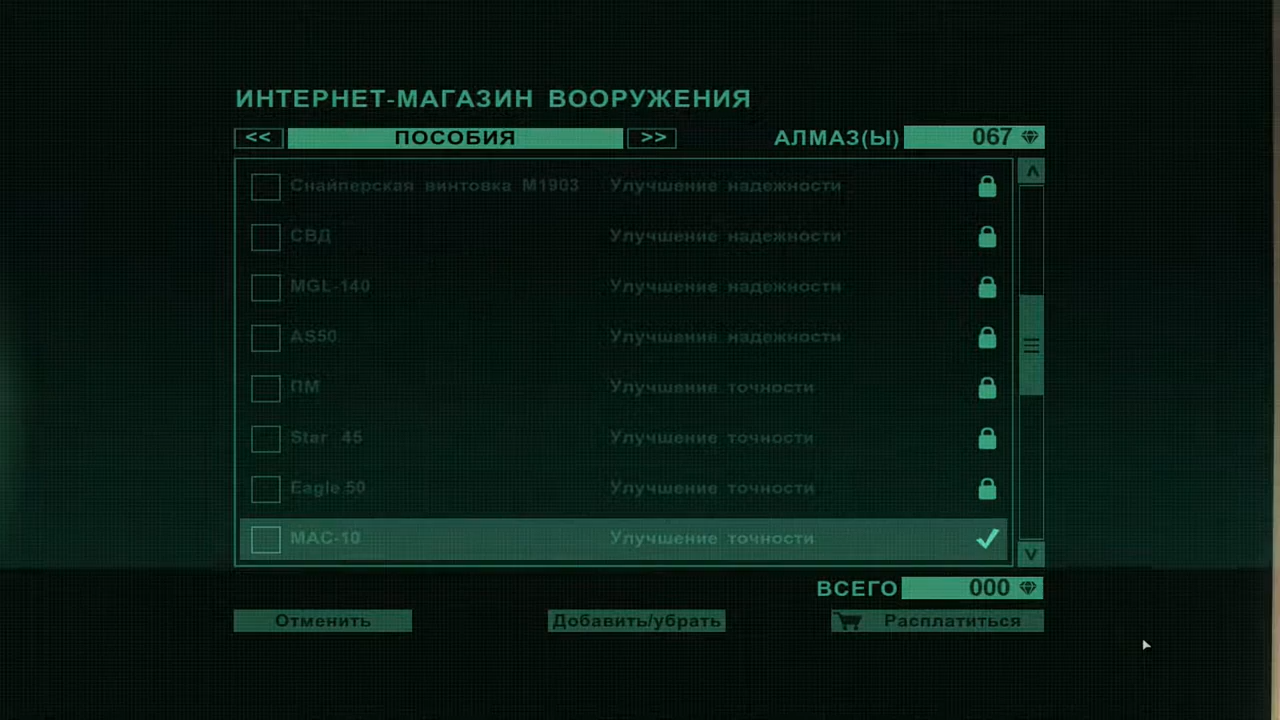 ИНТЕРНЕТ-МАГАЗИН ВООРУЖЕНИЯ
<< ПОСОБИЯ >> АЛМАЗ(Ы) 067
Снайперская винтовка М1903 Улучшение надежности
СВД Улучшение надежности
MGL-140 Улучшение надежности
AS50 Улучшение надежности
ПМ Улучшение точности
Star 45 Улучшение точности
Eagle 50 Улучшение точности
MAC-10 Улучшение точности
ВСЕГО 000
Отменить Добавить/убрать Расплатиться